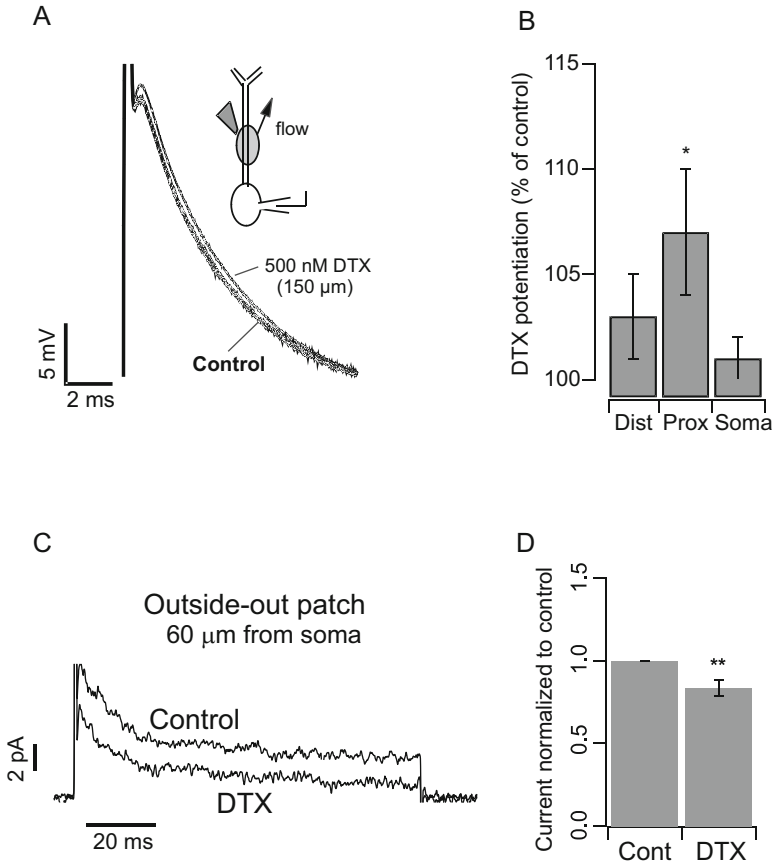 A
flow
500 nM DTX
(150 μm)
Control
5 mV
2 ms
B
DTX potentiation (% of control)
115
110
105
100
*
Dist
Prox
Soma
C
Outside-out patch
60 μm from soma
Control
DTX
2 pA
20 ms
D
Current normalized to control
1.5
1.0
0.5
0.0
**
Cont
DTX